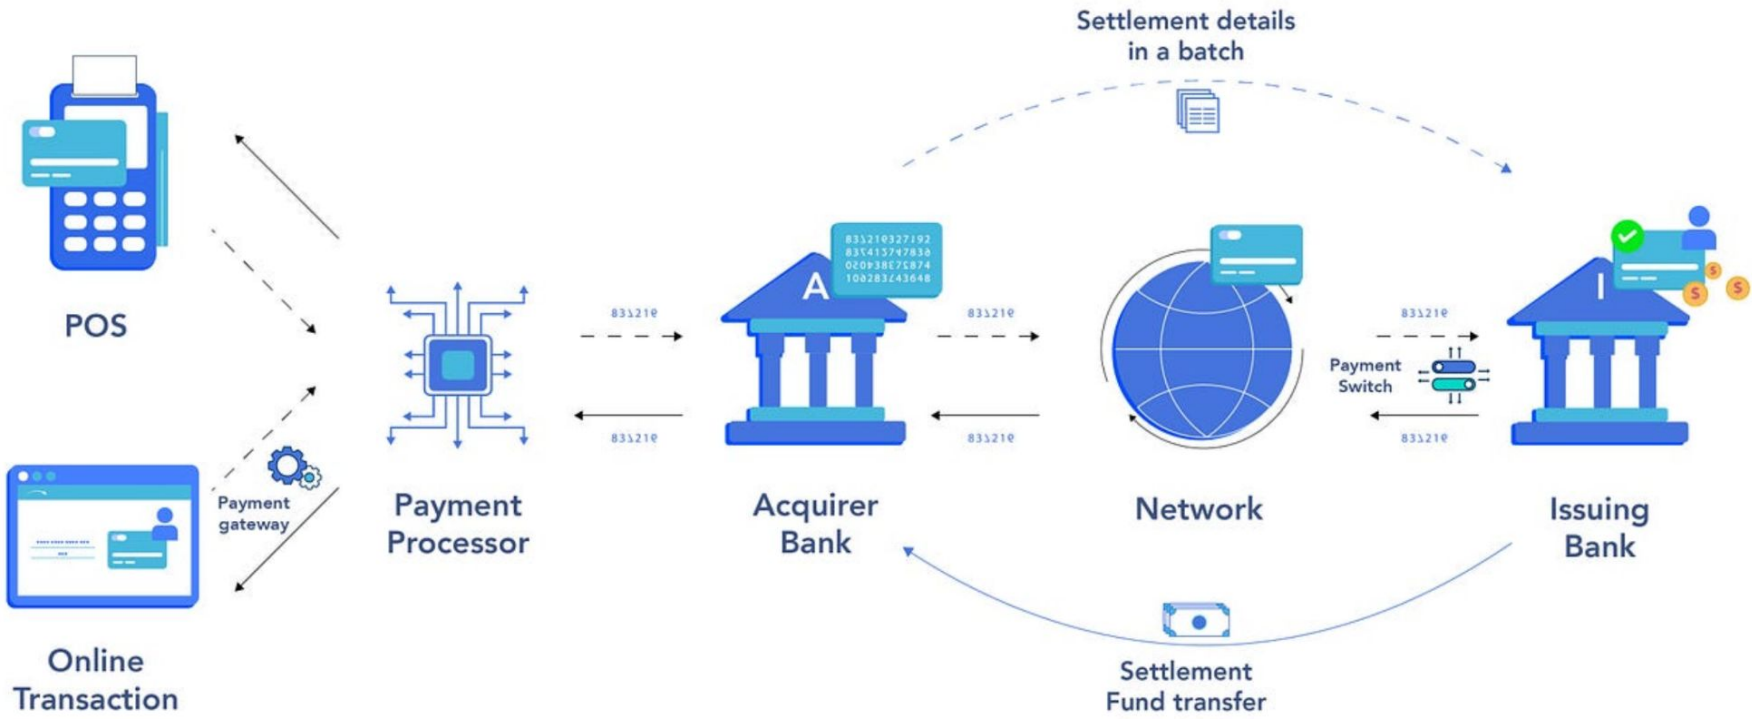 Settlement details
in a batch
POS
Payment
gateway
Online
Transaction
Payment
Processor
A
Acquirer
Bank
Network
Payment
Switch
I
Issuing
Bank
Settlement
Fund transfer